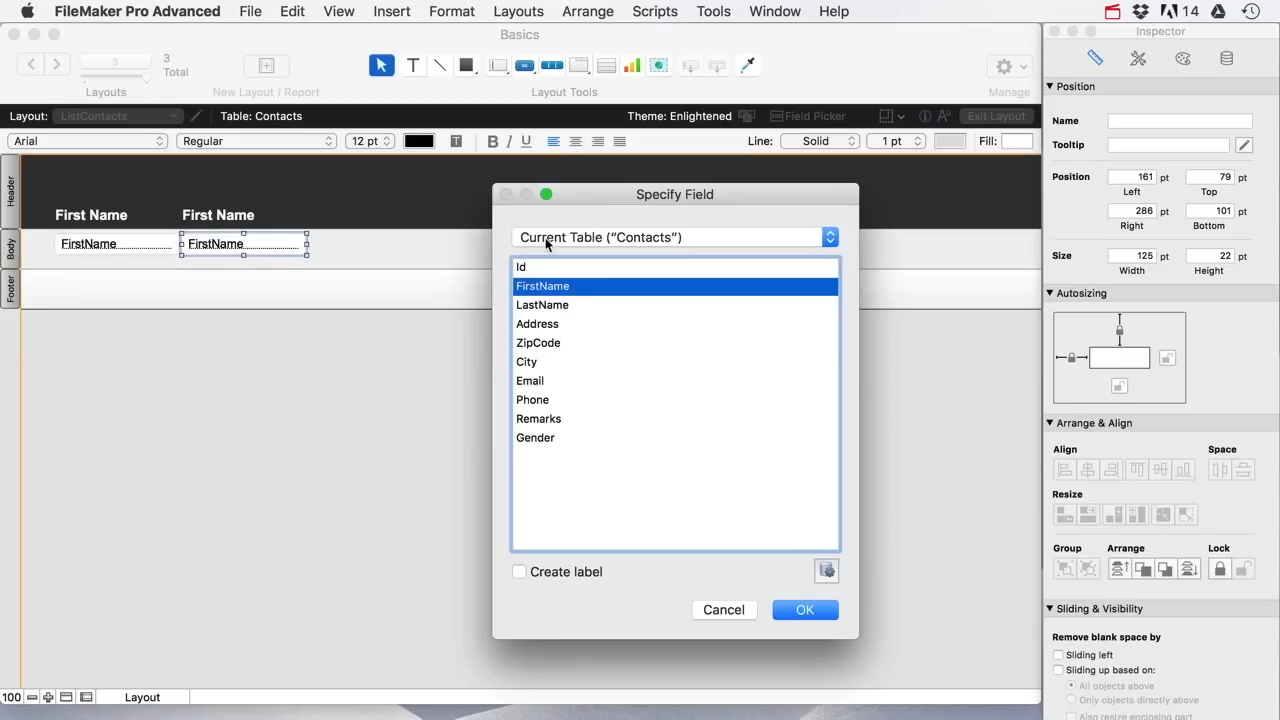 FileMaker Pro Advanced File Edit View Insert Format Layouts Arrange Scripts Tools Window Help 14
Basics
3
3
Total
Layouts
New Layout / Report
Layout Tools
Manage
Layout: ListContacts Table: Contacts Theme: Enlightened Field Picker Exit Layout
Arial Regular 12 pt B I U Line: Solid 1 pt Fill:
Header
First Name First Name
Body
FirstName FirstName
Footer
Specify Field
Current Table (“Contacts”)
Id
FirstName
LastName
Address
ZipCode
City
Email
Phone
Remarks
Gender
Create label
Cancel OK
100 Layout
Inspector
Position
Name
Tooltip
Position 161 pt 79 pt
Left Top
286 pt 101 pt
Right Bottom
Size 125 pt 22 pt
Width Height
Autosizing
Arrange & Align
Align Space
Resize
Group Arrange Lock
Sliding & Visibility
Remove blank space by
Sliding left
Sliding up based on:
All objects above
Only objects directly above
Also resize enclosing part